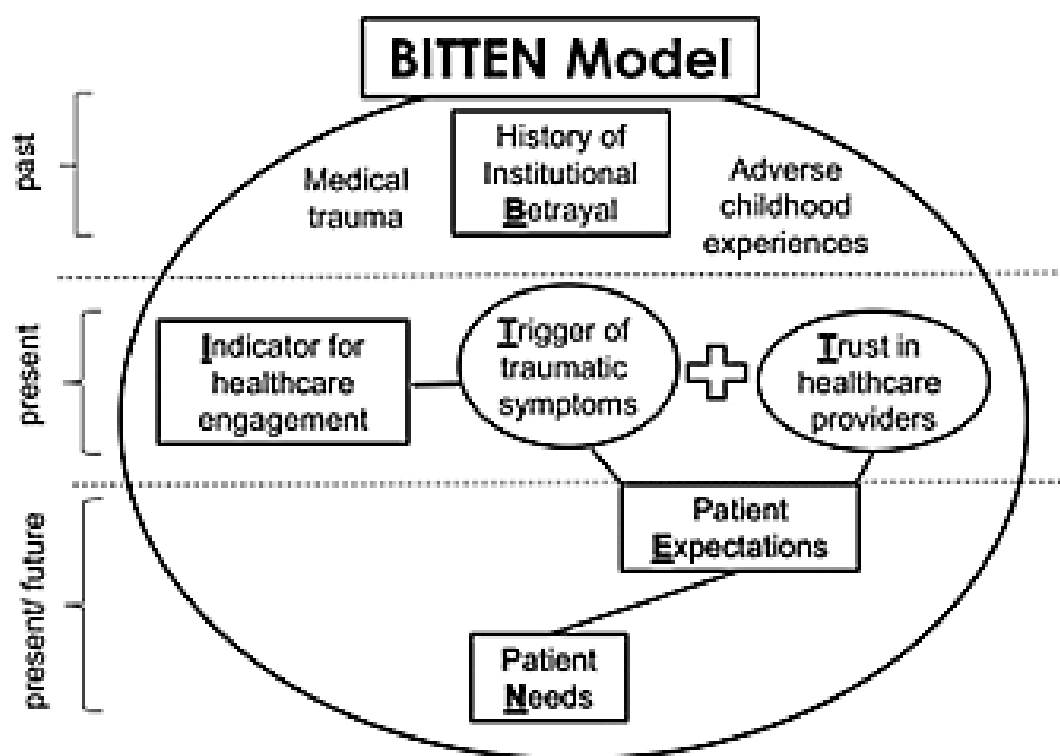 BITTEN Model
past
Medical
trauma
History of
Institutional
Betrayal
Adverse
childhood
experiences
present
Indicator for
healthcare
engagement
Trigger of
traumatic
symptoms
Trust in
healthcare
providers
present/ future
Patient
Expectations
Patient
Needs